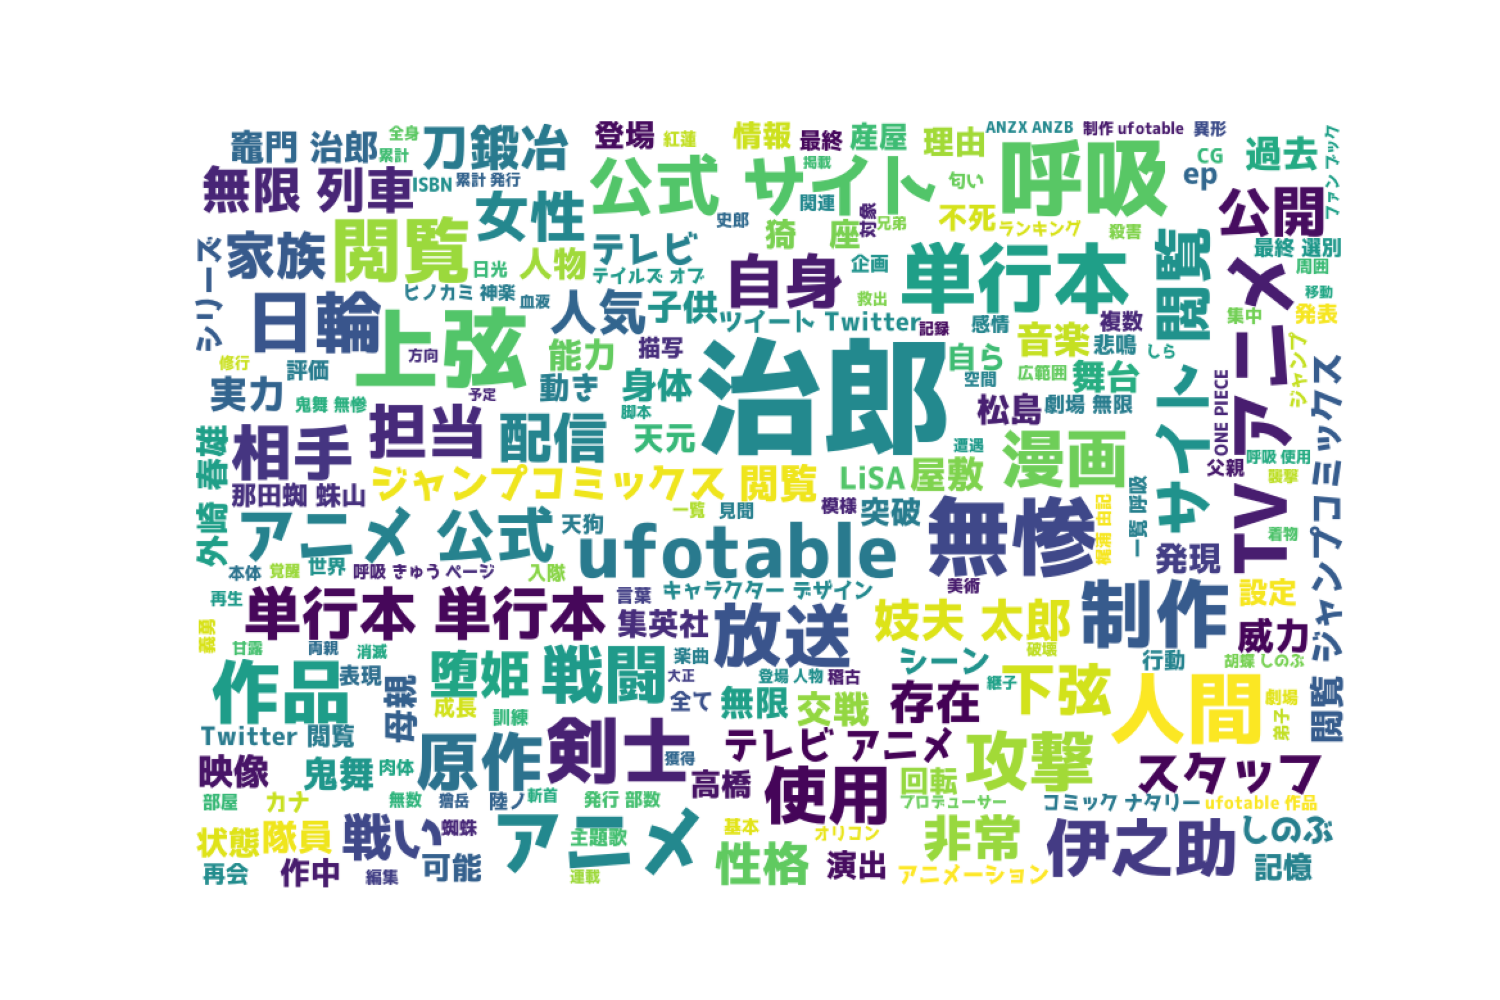 竈門 治郎
全身
累計
刀鍛冶
登場
紅蓮
情報
最終
産屋
理由
ANZX ANZB
制作 ufotable
異形
CG
過去
ファン ブック
無限 列車
ISBN
累計 発行
女性
公式 サイト
掲載
関連
匂い
呼吸
ep
公開
シリーズ
家族
閲覧
日光
人物
テレビ
テイルズ オブ
史郎
猗 座
対象
兄弟
不死
ランキング
殺害
閲覧
最終 選別
周囲
移動
日輪
上弦
ヒノカミ 神楽
血液
人気
子供
自身
企画
救出
単行本
ツイート Twitter
記録
感情
音楽
複数
悲鳴
しら
集中
発表
TVアニメ
ジャンプ
修行
評価
方向
能力
描写
治郎
自ら
空間
広範囲
舞台
実力
鬼舞 無惨
予定
動き
身体
脚本
松島
劇場 無限
サイト
ONE PIECE
父親
呼吸 使用
襲撃
外崎 春雄
相手
担当
配信
天元
遭遇
漫画
那田蜘 蛛山
ジャンプコミックス 閲覧
LiSA
屋敷
アニメ 公式
天狗
一覧
見聞
模様
突破
無惨
梶浦 由記
一覧 呼吸
発現
着物
閲覧 ジャンプコミックス
本体
覚醒
世界
呼吸 きゅう ページ
入隊
ufotable
美術
再生
単行本 単行本
言葉
キャラクター デザイン
集英社
放送
妓夫 太郎
制作
設定
威力
義勇
甘露
両親
消滅
楽曲
大正
登場 人物
稽古
シーン
破壊
行動
胡蝶 しのぶ
作品
表現
母親
堕姫
戦闘
全て
無限
交戦
存在
継子
下弦
人間
劇場
弟子
成長
訓練
Twitter 閲覧
映像
鬼舞
肉体
原作
剣士
獲得
高橋
テレビ アニメ
使用
回転
攻撃
スタッフ
部屋
カナ
無数
獪岳
陸ノ
斬首
発行 部数
プロデューサー
コミック ナタリー
ufotable 作品
状態
隊員
戦い
蜘蛛
アニメ
主題歌
基本
オリコン
非常
伊之助
しのぶ
再会
作中
編集
可能
連載
性格
演出
アニメーション
記憶